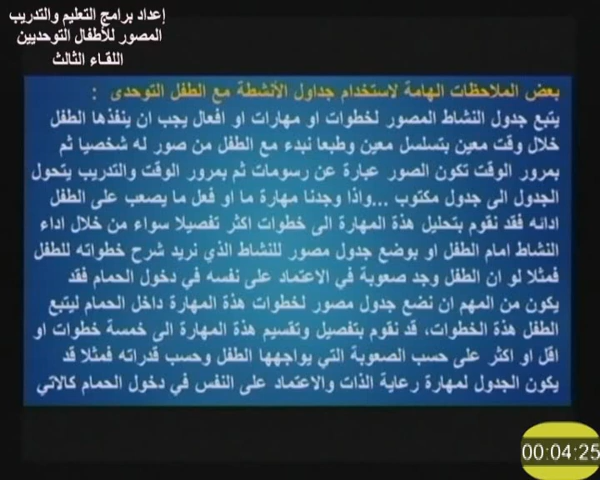 إعداد برامج التعليم والتدريب
المصور للأطفال التوحديين
اللقاء الثالث
بعض الملاحظات الهامة لاستخدام جداول الأنشطة مع الطفل التوحدى :
يتبع جدول النشاط المصور لخطوات او مهارات او افعال يجب ان ينفذها الطفل
خلال وقت معين بتسلسل معين وطبعا نبدء مع الطفل من صور له شخصيا ثم
بمرور الوقت تكون الصور عبارة عن رسومات ثم بمرور الوقت والتدريب يتحول
الجدول الى جدول مكتوب ...واذا وجدنا مهارة ما او فعل ما يصعب على الطفل
ادائه فقد نقوم بتحليل هذة المهارة الى خطوات اكثر تفصيلا سواء من خلال اداء
النشاط امام الطفل او بوضع جدول مصور للنشاط الذي نريد شرح خطواته للطفل
فمثلا لو ان الطفل وجد صعوبة في الاعتماد على نفسه في دخول الحمام فقد
يكون من المهم ان نضع جدول مصور لخطوات هذة المهارة داخل الحمام ليتبع
الطفل هذة الخطوات، قد نقوم بتفصيل وتقسيم هذة المهارة الى خمسة خطوات او
اقل او اكثر على حسب الصعوبة التي يواجهها الطفل وحسب قدراته فمثلا قد
يكون الجدول لمهارة رعاية الذات والاعتماد على النفس في دخول الحمام كالاتي
00:04:25